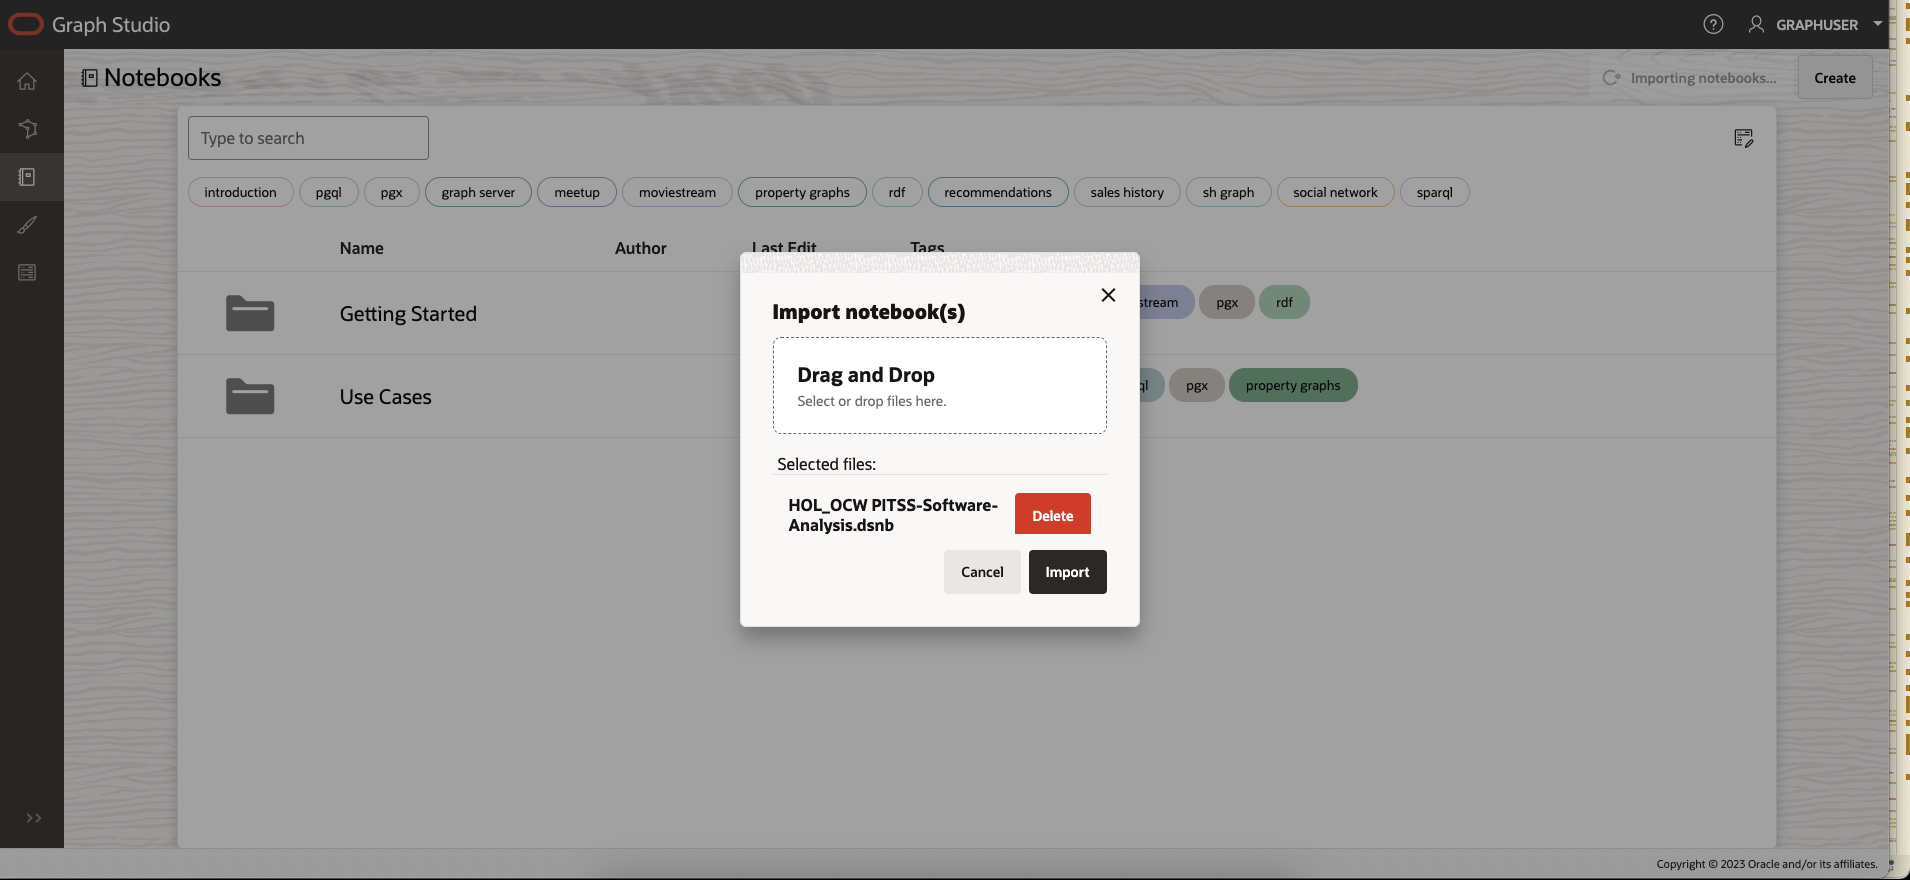 Graph Studio
GRAPHUSER
Notebooks
Importing notebooks...
Create
Type to search
introduction pgql pgx graph server meetup moviestream property graphs rdf recommendations sales history sh graph social network sparql
Name Author Last Edit Tags
Getting Started
stream pgx rdf
Use Cases
ql pgx property graphs
Import notebook(s)
Drag and Drop
Select or drop files here.
Selected files:
HOL_OCW PITSS-Software-
Analysis.dsnb
Delete
Cancel Import
Copyright © 2023 Oracle and/or its affiliates.